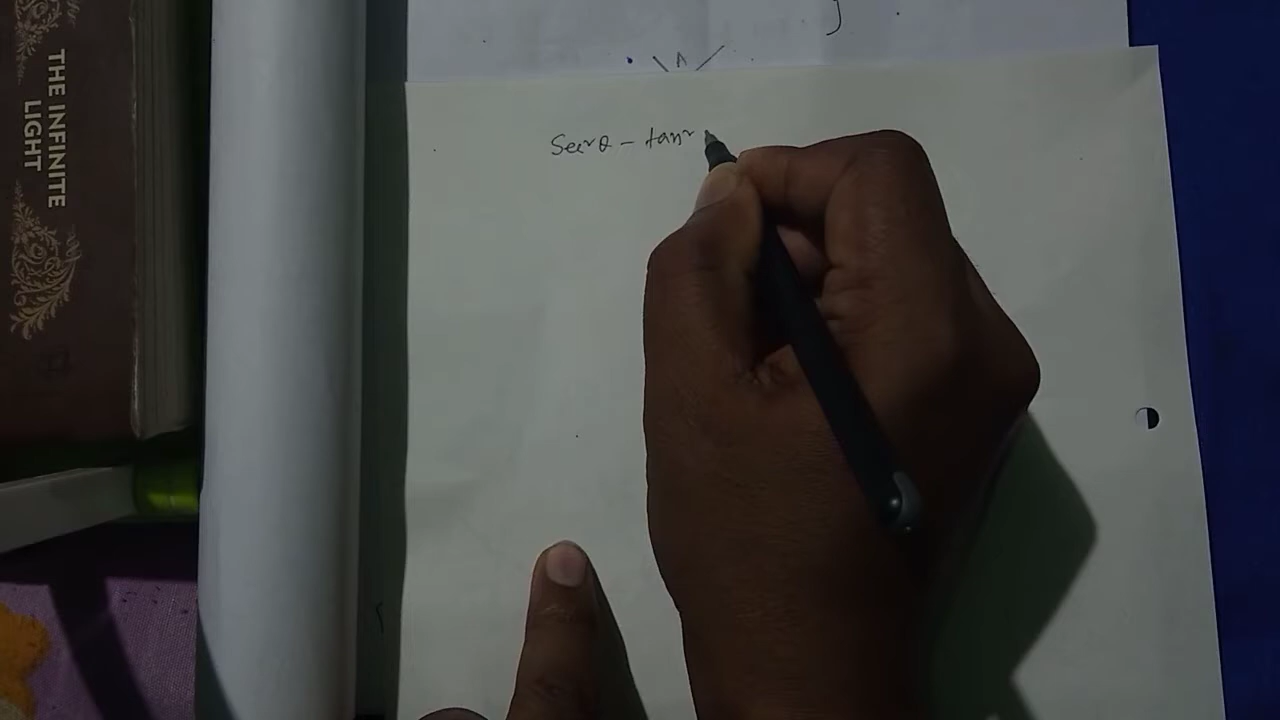 THE INFINITE
LIGHT
Sec²θ - tan²